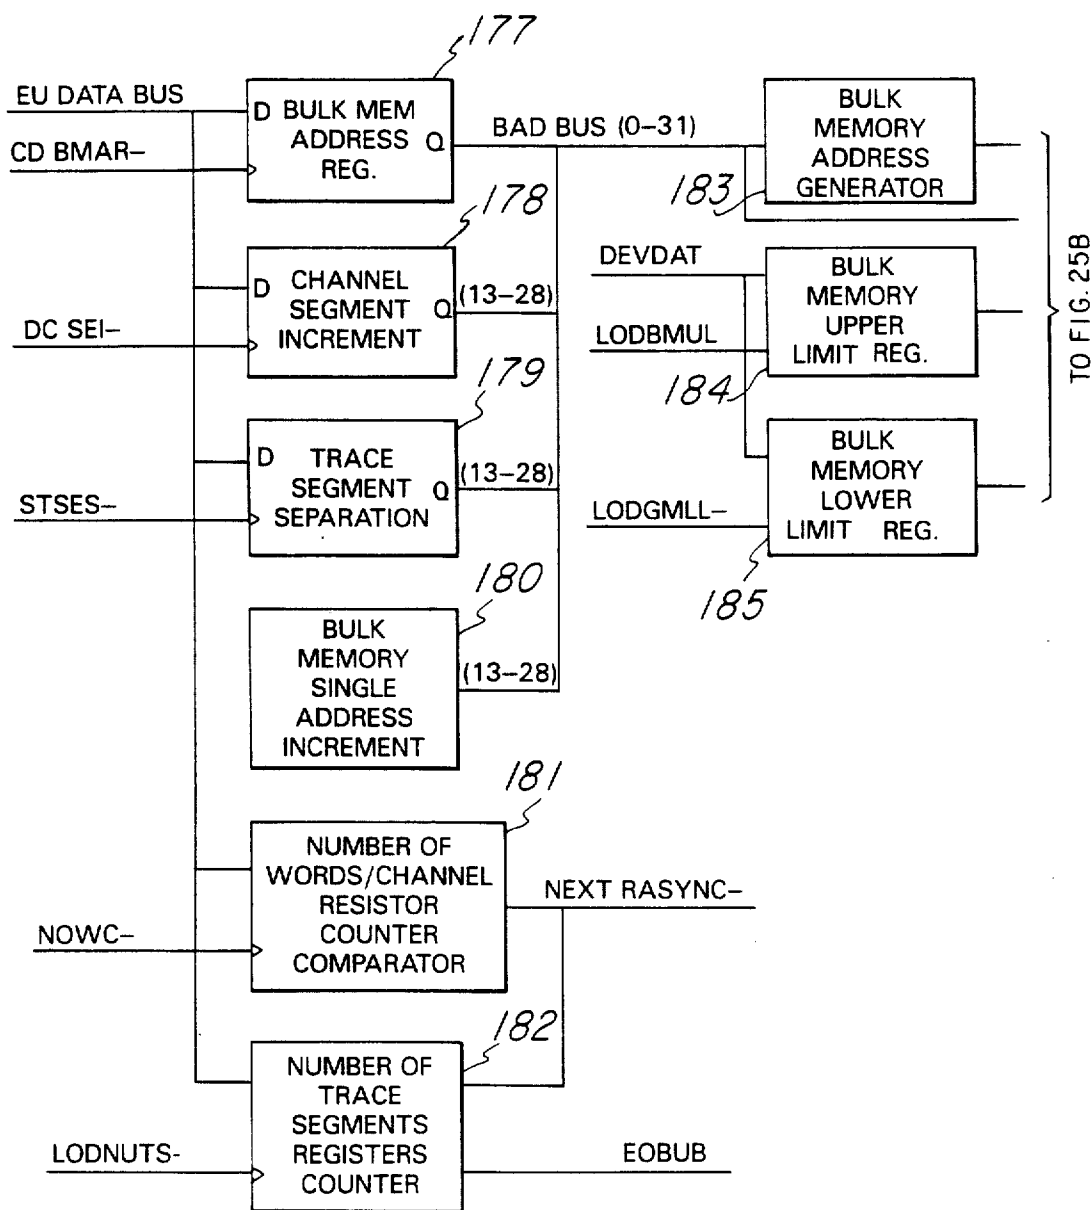 177
EU DATA BUS
D BULK MEM
ADDRESS Q
REG.
CD BMAR–
BAD BUS (0–31)
BULK
MEMORY
ADDRESS
GENERATOR
183
178
D CHANNEL
SEGMENT Q
INCREMENT
(13–28)
DC SEI–
DEVDAT
LODBMUL
BULK
MEMORY
UPPER
LIMIT REG.
184
TO FIG. 25B
179
D TRACE
SEGMENT Q
SEPARATION
(13–28)
STSES–
LODGMLL–
BULK
MEMORY
LOWER
LIMIT REG.
185
180
BULK
MEMORY
SINGLE
ADDRESS
INCREMENT
(13–28)
181
NUMBER OF
WORDS/CHANNEL
RESISTOR
COUNTER
COMPARATOR
NOWC–
NEXT RASYNC–
182
NUMBER OF
TRACE
SEGMENTS
REGISTERS
COUNTER
LODNUTS-
EOBUB